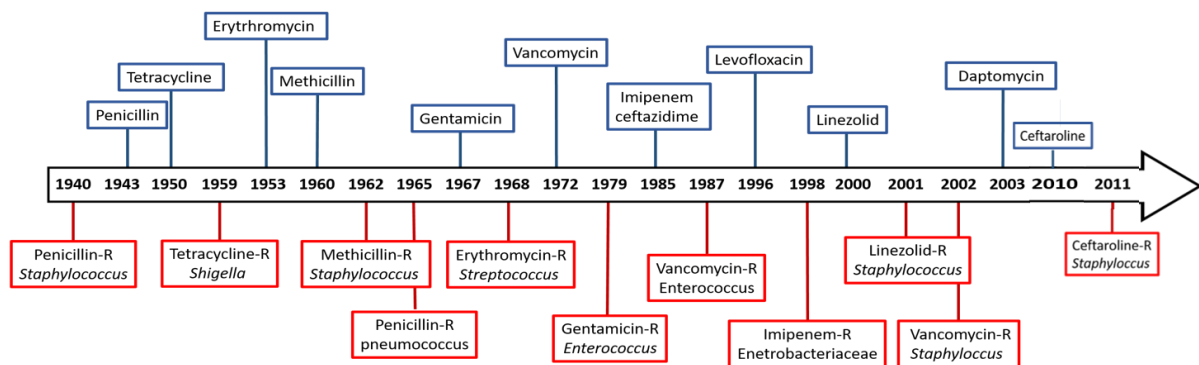 Erytrhromycin
Vancomycin
Levofloxacin
Tetracycline
Methicillin
Daptomycin
Imipenem
ceftazidime
Penicillin
Gentamicin
Linezolid
Ceftaroline
1940 1943 1950 1959 1953 1960 1962 1965 1967 1968 1972 1979 1985 1987 1996 1998 2000 2001 2002 2003 2010 2011
Penicillin-R
Staphylococcus
Tetracycline-R
Shigella
Methicillin-R
Staphylococcus
Erythromycin-R
Streptococcus
Vancomycin-R
Enterococcus
Linezolid-R
Staphylococcus
Ceftaroline-R
Staphyloccus
Penicillin-R
pneumococcus
Gentamicin-R
Enterococcus
Imipenem-R
Enetrobacteriaceae
Vancomycin-R
Staphyloccus